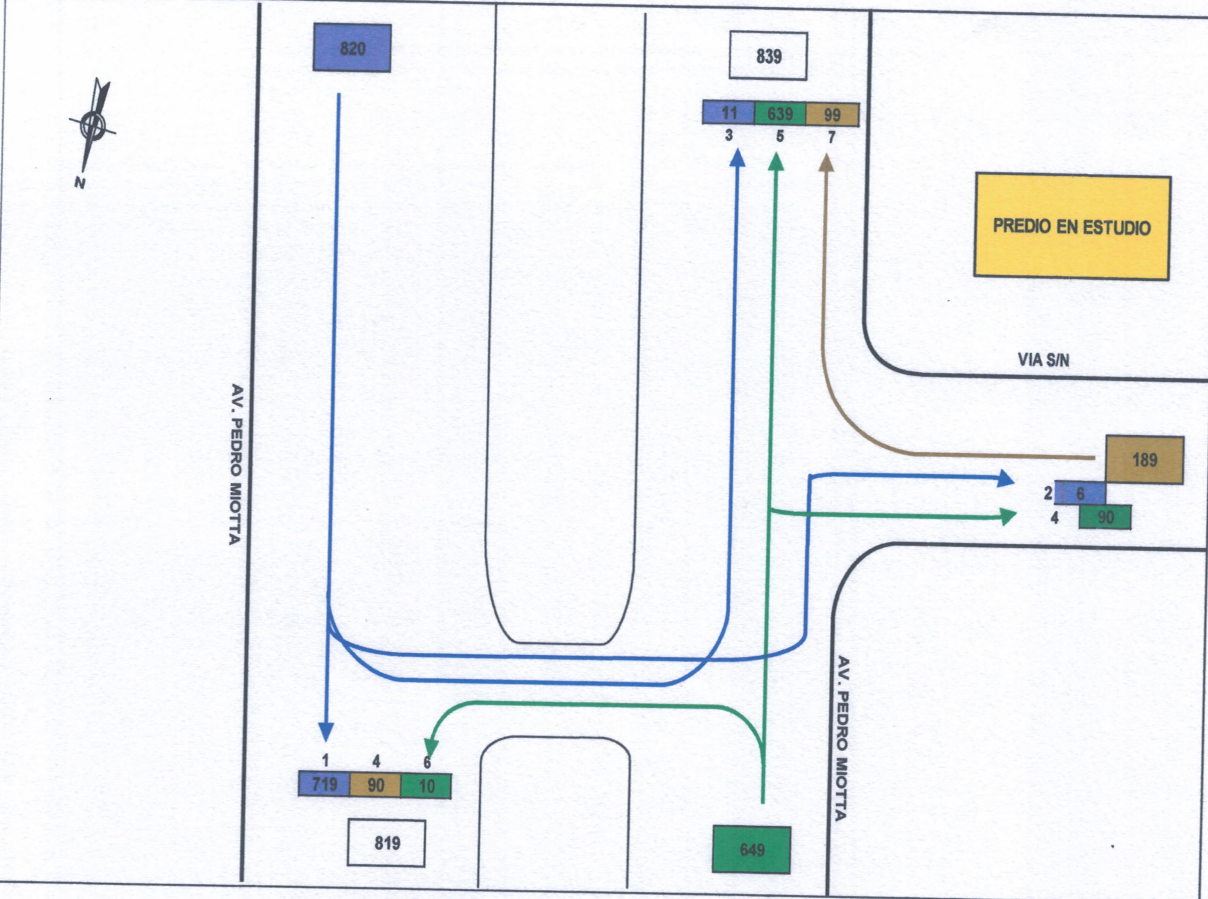 820
839
11 639 99
3 5 7
N
PREDIO EN ESTUDIO
VIA S/N
AV. PEDRO MIOTTA
189
2 6
4 90
AV. PEDRO MIOTTA
1 4 6
719 90 10
819
649